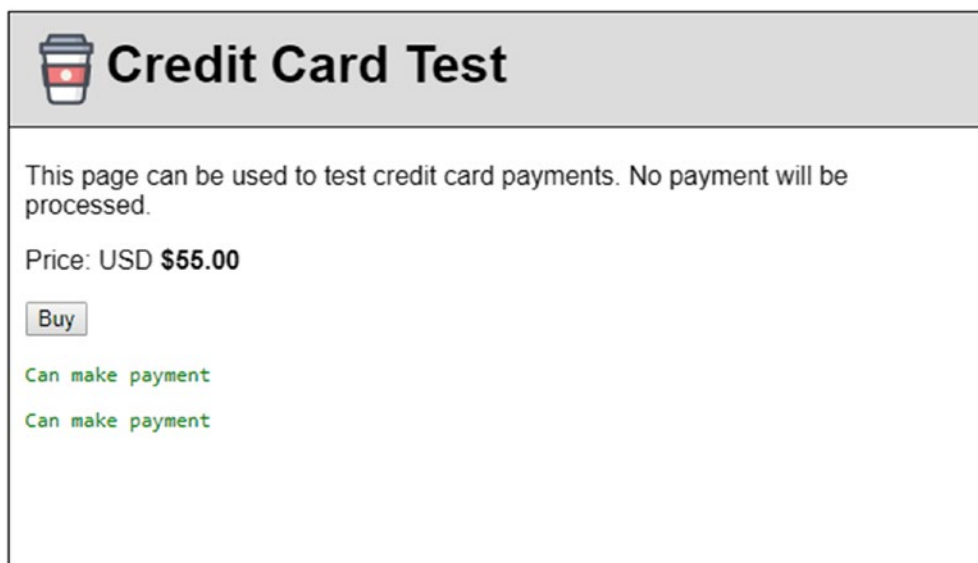 Credit Card Test
This page can be used to test credit card payments. No payment will be
processed.
Price: USD $55.00
Buy
Can make payment
Can make payment